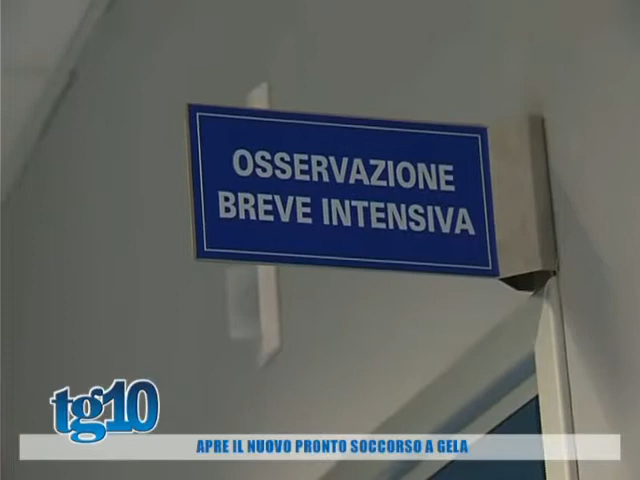 OSSERVAZIONE
BREVE INTENSIVA
tg10
APRE IL NUOVO PRONTO SOCCORSO A GELA